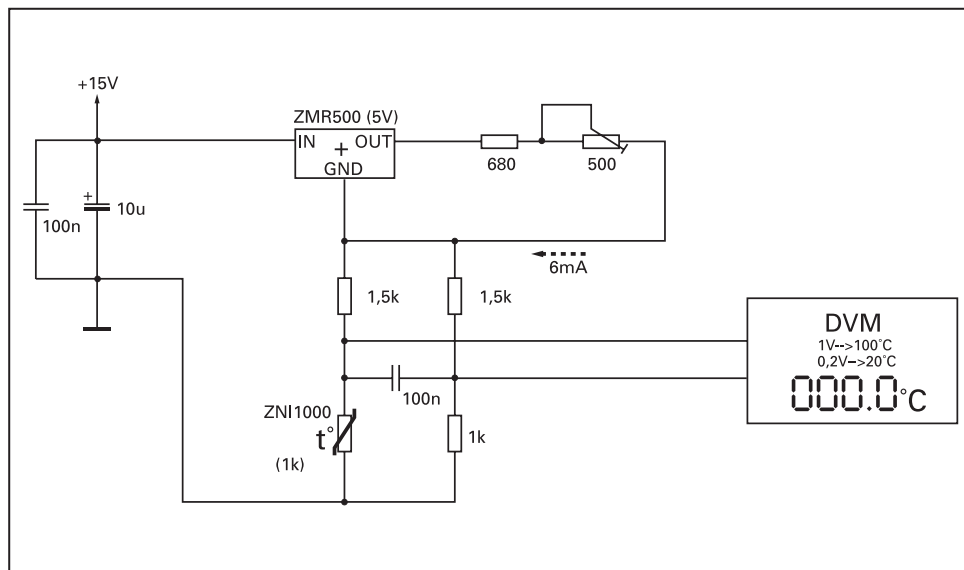 +15V
ZMR500 (5V)
IN
OUT
+
GND
680
500
+
100n
10u
6mA
1,5k
1,5k
DVM
1V-->100°C
0,2V->20°C
000.0°C
100n
ZNI1000
t°
1k
(1k)